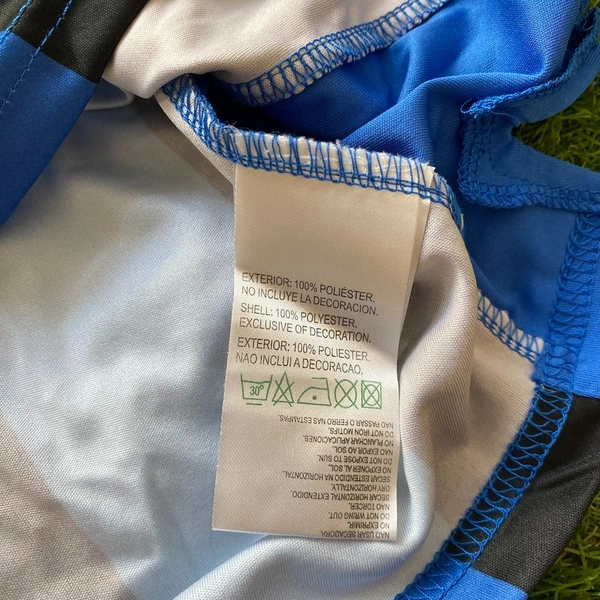 EXTERIOR: 100% POLIÉSTER.
NO INCLUYE LA DECORACION.
SHELL: 100% POLYESTER.
EXCLUSIVE OF DECORATION.
EXTERIOR: 100% POLIESTER.
NAO INCLUI A DECORACAO.
30°
NAO USAR SECADORA
NO EXPRIMIR.
DO NOT WRING OUT.
NAO TORCER.
SECAR HORIZONTAL EXTENDIDO.
DRY HORIZONTALLY.
SECAR ESTENDIDO NA HORIZONTAL.
NO EXPONER AL SOL.
DO NOT EXPOSE TO SUN.
NAO EXPOR AO SOL.
NO PLANCHAR APLICACIONES.
DO NOT IRON MOTIFS.
NAO PASSAR O FERRO NAS ESTAMPAS.